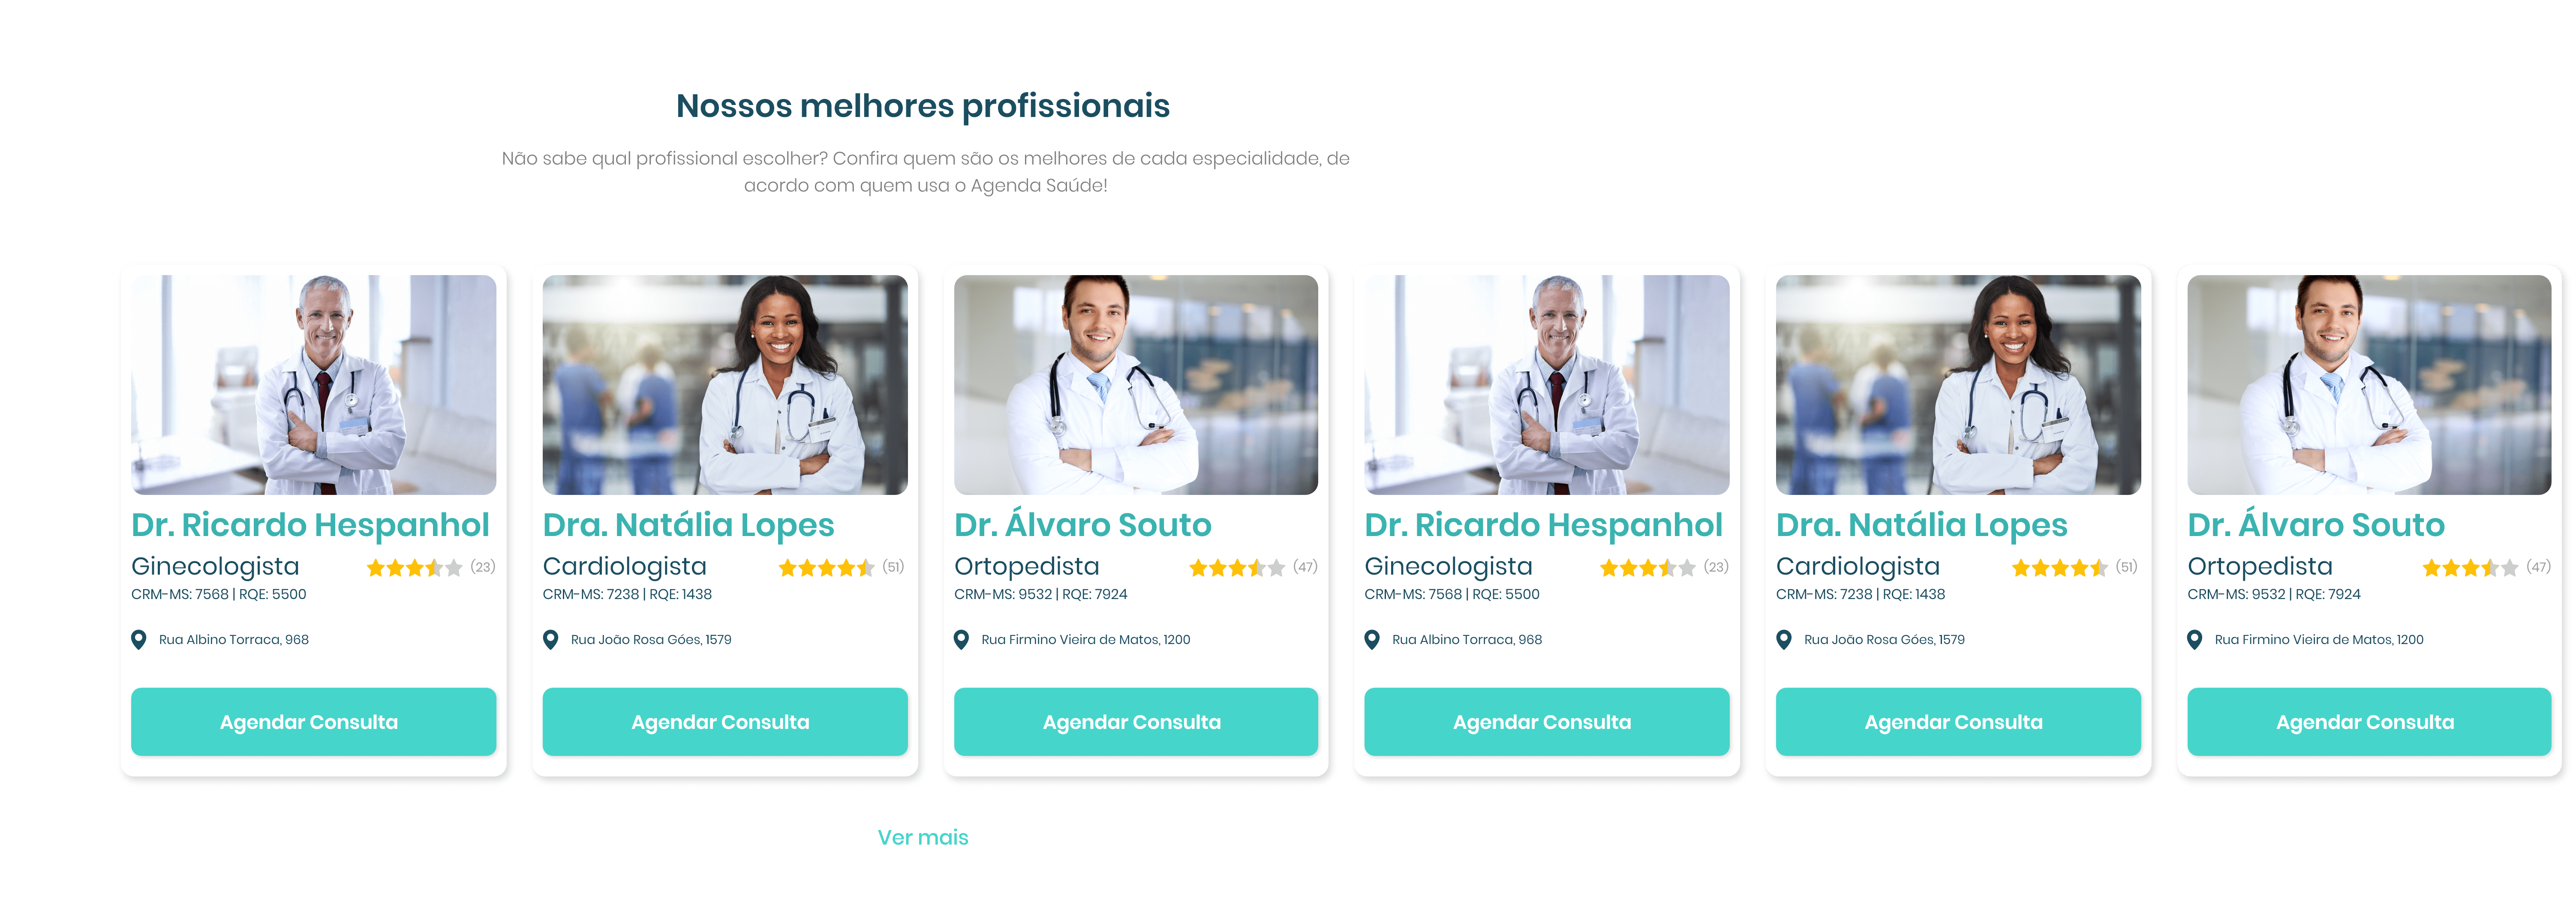 Nossos melhores profissionais
Não sabe qual profissional escolher? Confira quem são os melhores de cada especialidade, de
acordo com quem usa o Agenda Saúde!
Dr. Ricardo Hespanhol
Ginecologista
(23)
CRM-MS: 7568 | RQE: 5500
Rua Albino Torraca, 968
Agendar Consulta
Dra. Natália Lopes
Cardiologista
(51)
CRM-MS: 7238 | RQE: 1438
Rua João Rosa Góes, 1579
Agendar Consulta
Dr. Álvaro Souto
Ortopedista
(47)
CRM-MS: 9532 | RQE: 7924
Rua Firmino Vieira de Matos, 1200
Agendar Consulta
Dr. Ricardo Hespanhol
Ginecologista
(23)
CRM-MS: 7568 | RQE: 5500
Rua Albino Torraca, 968
Agendar Consulta
Dra. Natália Lopes
Cardiologista
(51)
CRM-MS: 7238 | RQE: 1438
Rua João Rosa Góes, 1579
Agendar Consulta
Dr. Álvaro Souto
Ortopedista
(47)
CRM-MS: 9532 | RQE: 7924
Rua Firmino Vieira de Matos, 1200
Agendar Consulta
Ver mais